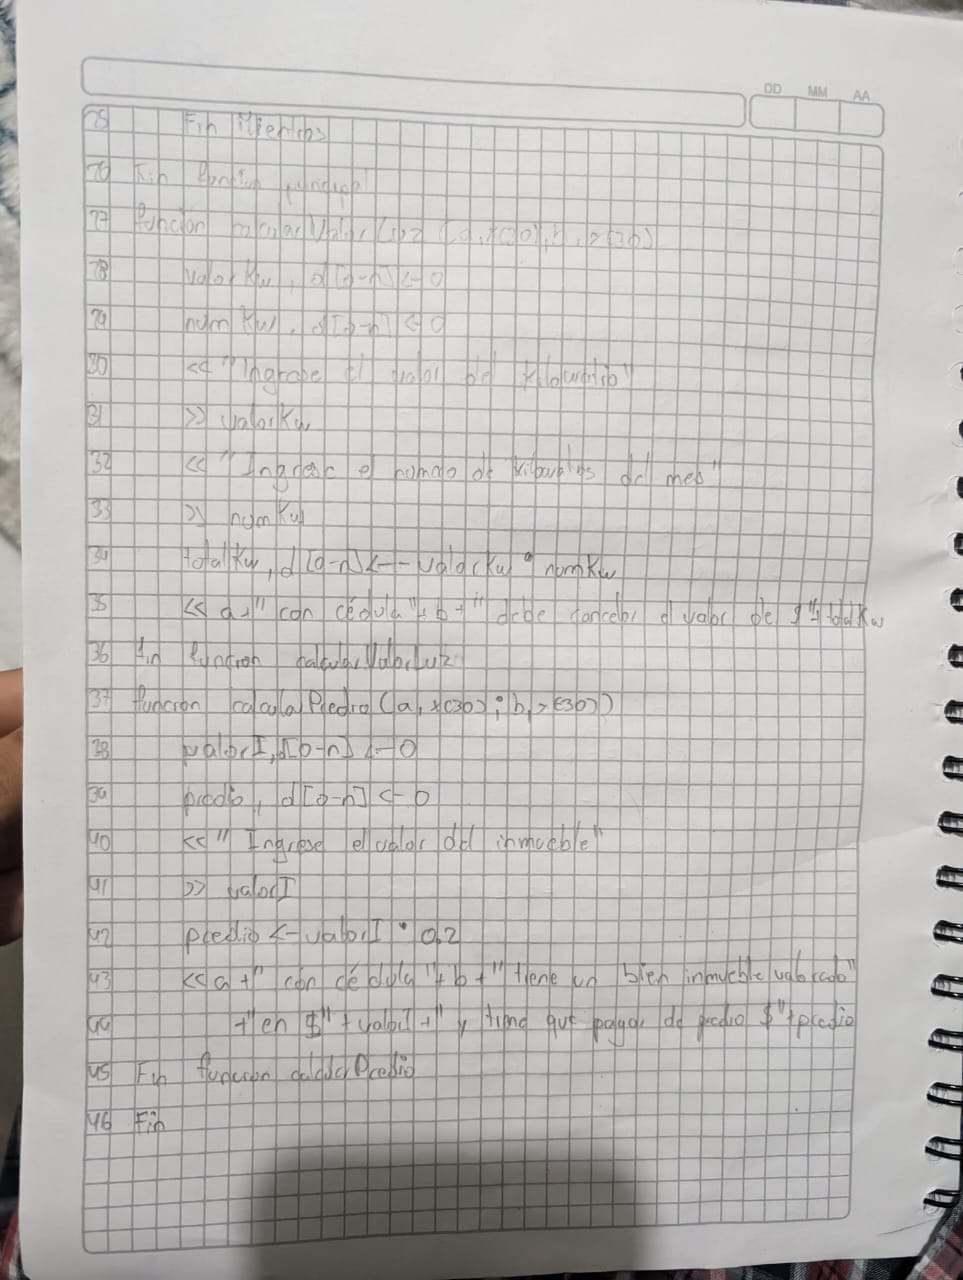 DD MM AA
25 Fin Mientras
26 Fin función principal
27 función calcularValorLuz (a, x(30), b, x(30)
28 valorKw, d[0-n] <- 0
29 numKw, d[0-n] <- 0
30 << "Ingrese el valor del kilowatio"
31 >> valorKw
32 << "Ingrese el numero de kilowatios del mes"
33 >> numKw
34 totalKw, d[0-n] <-- valorKw * numKw
35 << a +" con cédula "+ b +" debe cancelar el valor de $"+ totalKw
36 fin función calcularValorLuz
37 función calculaPredio (a, x(30) ; b, x(30))
38 valorI, d[0-n] <- 0
39 predio, d[0-n] <- 0
40 << " Ingrese el valor del inmueble"
41 >> valorI
42 predio <- valorI * 0.2
43 << a +" con cédula "+ b +" tiene un bien inmueble valorado"
44 +"en $" + valorI +" y tiene que pagar de predio $"+predio
45 Fin funcion calcularPredio
46 Fin